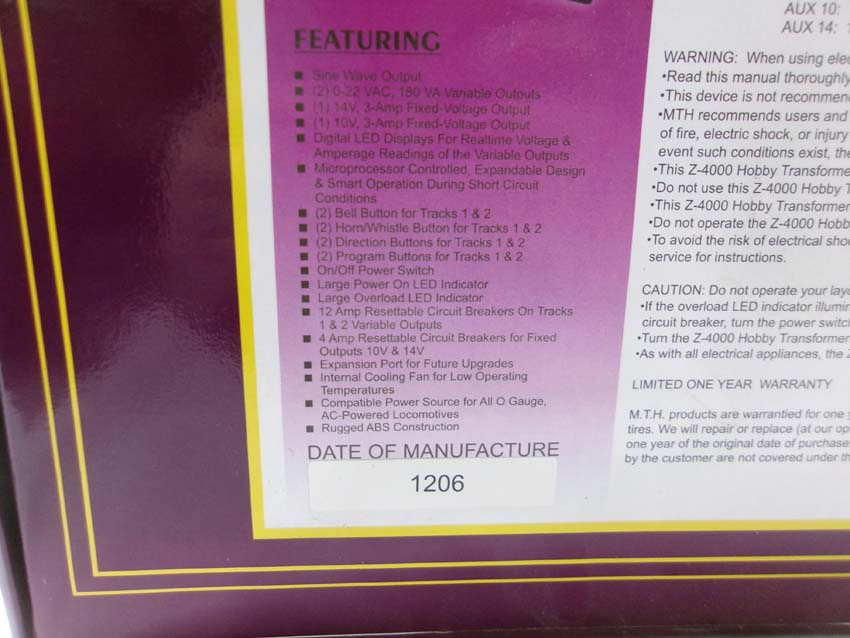 FEATURING
Sine Wave Output
(2) 0-22 VAC, 180 VA Variable Outputs
(1) 14V, 3-Amp Fixed-Voltage Output
(1) 10V, 3-Amp Fixed-Voltage Output
Digital LED Displays For Realtime Voltage &
Amperage Readings of the Variable Outputs
Microprocessor Controlled, Expandable Design
& Smart Operation During Short Circuit
Conditions
(2) Bell Button for Tracks 1 & 2
(2) Horn/Whistle Button for Tracks 1 & 2
(2) Direction Buttons for Tracks 1 & 2
(2) Program Buttons for Tracks 1 & 2
On/Off Power Switch
Large Power On LED Indicator
Large Overload LED Indicator
12 Amp Resettable Circuit Breakers On Tracks
1 & 2 Variable Outputs
4 Amp Resettable Circuit Breakers for Fixed
Outputs 10V & 14V
Expansion Port for Future Upgrades
Internal Cooling Fan for Low Operating
Temperatures
Compatible Power Source for All O Gauge,
AC-Powered Locomotives
Rugged ABS Construction
DATE OF MANUFACTURE
1206
AUX 10:
AUX 14:
WARNING: When using elec
•Read this manual thoroughly
•This device is not recommen
•MTH recommends users and
of fire, electric shock, or injury
event such conditions exist, the
•This Z-4000 Hobby Transforme
•Do not use this Z-4000 Hobby T
•This Z-4000 Hobby Transformer
•Do not operate the Z-4000 Hobb
•To avoid the risk of electrical sho
service for instructions.
CAUTION: Do not operate your layo
•If the overload LED indicator illumin
circuit breaker, turn the power switc
•Turn the Z-4000 Hobby Transformer
•As with all electrical appliances, the Z
LIMITED ONE YEAR WARRANTY
M.T.H. products are warrantied for one y
tires. We will repair or replace (at our op
one year of the original date of purchase
by the customer are not covered under th